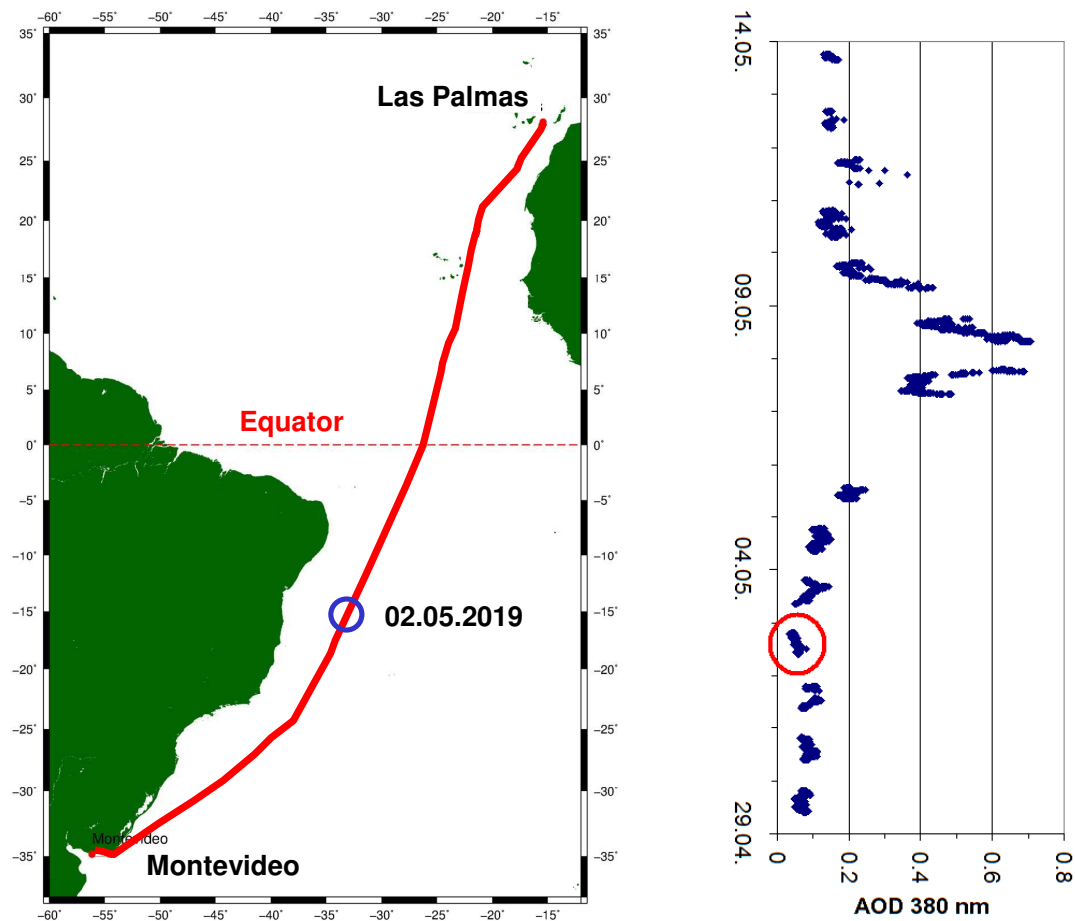 −60° −55° −50° −45° −40° −35° −30° −25° −20° −15°
35° 35°
30° 30°
25° 25°
20° 20°
15° 15°
10° 10°
5° 5°
0° 0°
−5° −5°
−10° −10°
−15° −15°
−20° −20°
−25° −25°
−30° −30°
−35° −35°
−60° −55° −50° −45° −40° −35° −30° −25° −20° −15°
Las Palmas
Equator
02.05.2019
Montevideo
Montevideo
14.05.
09.05.
04.05.
29.04.
0 0.2 0.4 0.6 0.8
AOD 380 nm